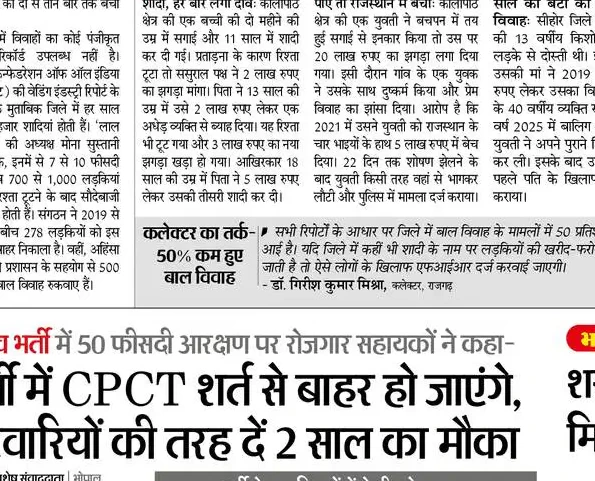 की दो से तीन बार तक बेचा
में विवाहों का कोई पंजीकृत
रिकॉर्ड उपलब्ध नहीं है।
कन्फेडरेशन ऑफ ऑल इंडिया
) की वेडिंग इंडस्ट्री रिपोर्ट के
मुताबिक जिले में हर साल
हजार शादियां होती हैं। 'लाल
की अध्यक्ष मोना सुस्तानी
के, इनमें से 7 से 10 फीसदी
700 से 1,000 लड़कियां
रिश्ता टूटने के बाद सौदेबाजी
होती हैं। संगठन ने 2019 से
बीच 278 लड़कियों को इस
बाहर निकाला है। वहीं, अहिंसा
प्रशासन के सहयोग से 500
बाल विवाह रुकवाए हैं।
शादी, हर बार लगा दांवः कालीपीठ
क्षेत्र की एक बच्ची की दो महीने की
उम्र में सगाई और 11 साल में शादी
कर दी गई। प्रताड़ना के कारण रिश्ता
टूटा तो ससुराल पक्ष ने 2 लाख रुपए
का झगड़ा मांगा। पिता ने 13 साल की
उम्र में उसे 2 लाख रुपए लेकर एक
अधेड़ व्यक्ति से ब्याह दिया। यह रिश्ता
भी टूट गया और 3 लाख रुपए का नया
झगड़ा खड़ा हो गया। आखिरकार 18
साल की उम्र में पिता ने 5 लाख रुपए
लेकर उसकी तीसरी शादी कर दी।
पाए तो राजस्थान में बेचाः कालीपीठ
क्षेत्र की एक युवती ने बचपन में तय
हुई सगाई से इनकार किया तो उस पर
20 लाख रुपए का झगड़ा लगा दिया
गया। इसी दौरान गांव के एक युवक
ने उसके साथ दुष्कर्म किया और प्रेम
विवाह का झांसा दिया। आरोप है कि
2021 में उसने युवती को राजस्थान के
चार भाइयों के हाथ 5 लाख रुपए में बेच
दिया। 22 दिन तक शोषण झेलने के
बाद युवती किसी तरह वहां से भागकर
लौटी और पुलिस में मामला दर्ज कराया।
साल की बेटी का
विवाहः सीहोर जिले
की 13 वर्षीय किशो
लड़के से दोस्ती थी।
उसकी मां ने 2019
रुपए लेकर उसका वि
के 40 वर्षीय व्यक्ति स
वर्ष 2025 में बालिग
युवती ने अपने पुराने मि
कर ली। इसके बाद उ
पहले पति के खिलाफ
कराया।
कलेक्टर का तर्क-
50% कम हुए
बाल विवाह
सभी रिपोर्टों के आधार पर जिले में बाल विवाह के मामलों में 50 प्रतिश
आई है। यदि जिले में कहीं भी शादी के नाम पर लड़कियों की खरीद-फरो
जाती है तो ऐसे लोगों के खिलाफ एफआईआर दर्ज करवाई जाएगी।
- डॉ. गिरीश कुमार मिश्रा, कलेक्टर, राजगढ़
भर्ती में 50 फीसदी आरक्षण पर रोजगार सहायकों ने कहा-
में CPCT शर्त से बाहर हो जाएंगे,
की तरह दें 2 साल का मौका
संवाददाता | भोपाल